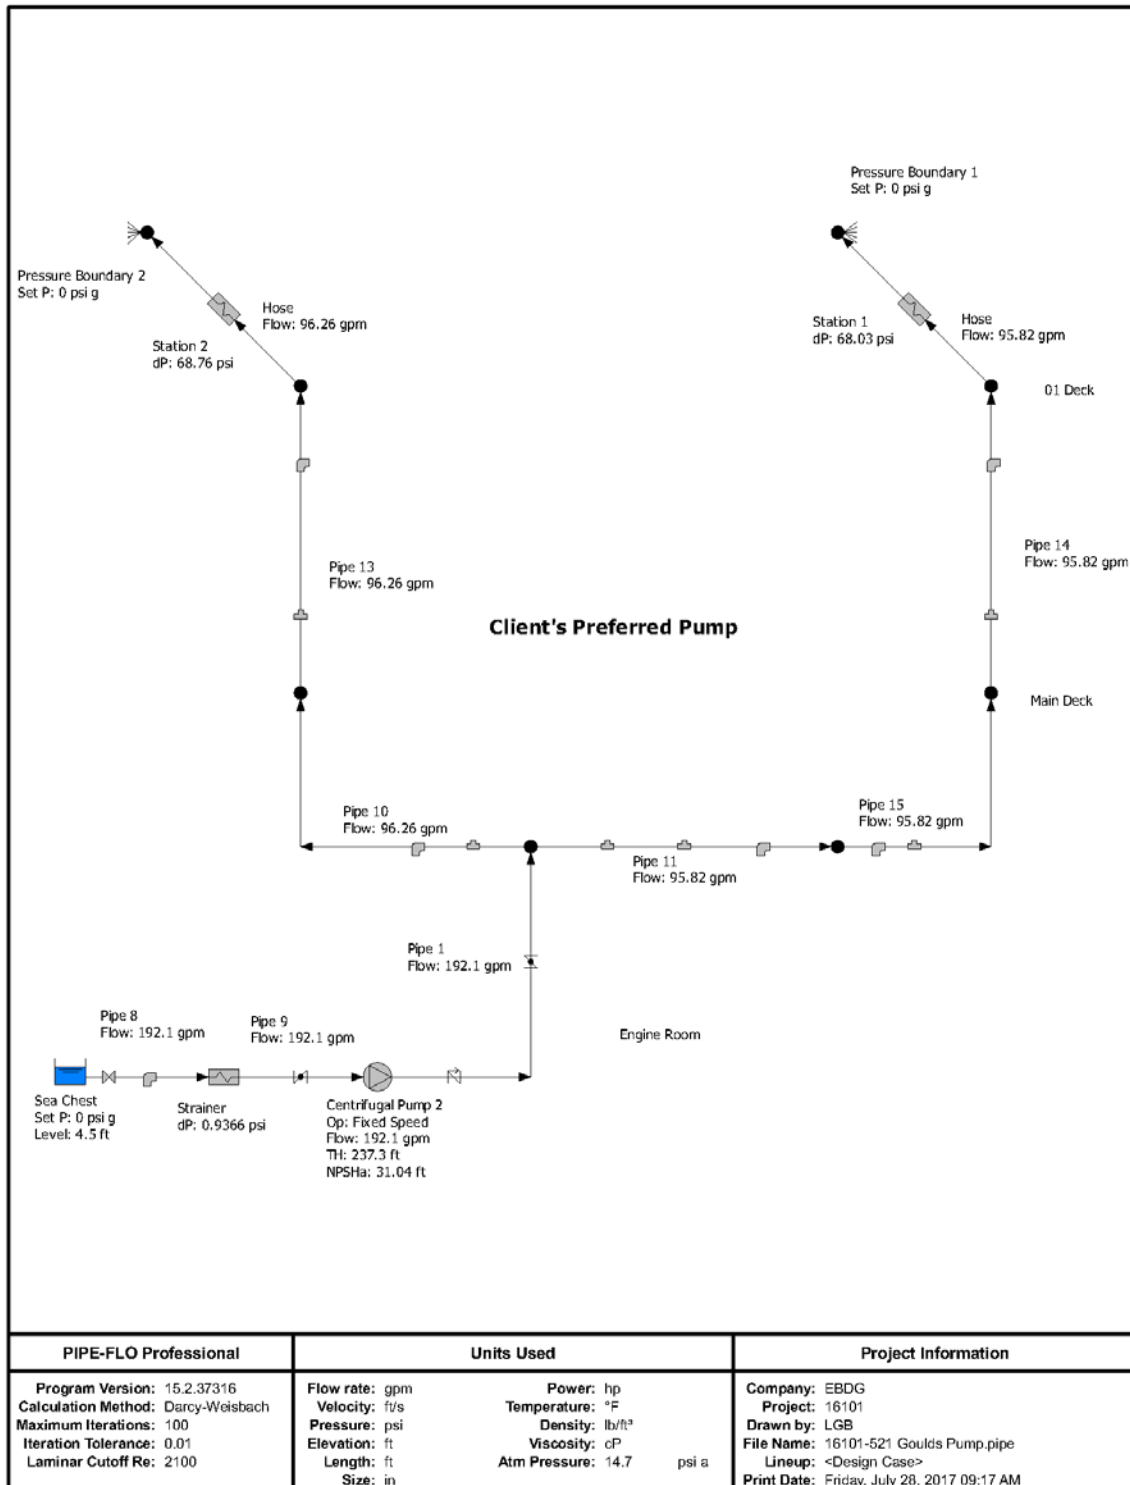 Pressure Boundary 1
Set P: 0 psi g
Pressure Boundary 2
Set P: 0 psi g
Hose
Flow: 96.26 gpm
Station 2
dP: 68.76 psi
Station 1
dP: 68.03 psi
Hose
Flow: 95.82 gpm
01 Deck
Pipe 13
Flow: 96.26 gpm
Pipe 14
Flow: 95.82 gpm
Client's Preferred Pump
Main Deck
Pipe 10
Flow: 96.26 gpm
Pipe 15
Flow: 95.82 gpm
Pipe 11
Flow: 95.82 gpm
Pipe 1
Flow: 192.1 gpm
Engine Room
Pipe 8
Flow: 192.1 gpm
Pipe 9
Flow: 192.1 gpm
Sea Chest
Set P: 0 psi g
Level: 4.5 ft
Strainer
dP: 0.9366 psi
Centrifugal Pump 2
Op: Fixed Speed
Flow: 192.1 gpm
TH: 237.3 ft
NPSHa: 31.04 ft
PIPE-FLO Professional
Program Version: 15.2.37316
Calculation Method: Darcy-Weisbach
Maximum Iterations: 100
Iteration Tolerance: 0.01
Laminar Cutoff Re: 2100
Units Used
Flow rate: gpm Power: hp
Velocity: ft/s Temperature: °F
Pressure: psi Density: lb/ft³
Elevation: ft Viscosity: cP
Length: ft Atm Pressure: 14.7 psi a
Size: in
Project Information
Company: EBDG
Project: 16101
Drawn by: LGB
File Name: 16101-521 Goulds Pump.pipe
Lineup: <Design Case>
Print Date: Friday, July 28, 2017 09:17 AM